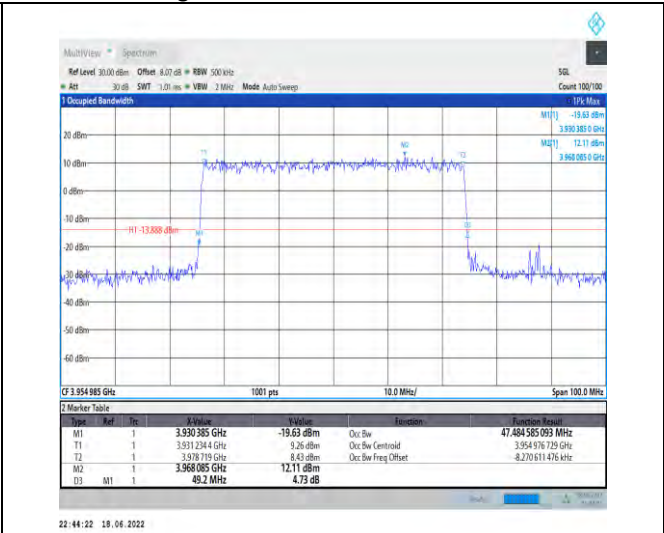 MultiView Spectrum
Ref Level 30.00 dBm Offset 8.07 dB RBW 500 kHz SGL
Att 30 dB SWT 1.01 ms VBW 2 MHz Mode Auto Sweep Count 100/100
1 Occupied Bandwidth 1Pk Max
M1[1] -19.63 dBm
3.930 385 0 GHz
M2[1] 12.11 dBm
3.968 085 0 GHz
20 dBm
M2
T1
T2
10 dBm
0 dBm
-10 dBm
H1 -13.888 dBm
M1
D3
-20 dBm
-30 dBm
-40 dBm
-50 dBm
-60 dBm
CF 3.954 985 GHz 1001 pts 10.0 MHz/ Span 100.0 MHz
2 Marker Table
Type Ref Trc X-Value Y-Value Function Function Result
M1 1 3.930 385 GHz -19.63 dBm Occ Bw 47.484 585 093 MHz
T1 1 3.931 234 4 GHz 9.26 dBm Occ Bw Centroid 3.954 976 729 GHz
T2 1 3.978 719 GHz 8.43 dBm Occ Bw Freq Offset -8.270 611 476 kHz
M2 1 3.968 085 GHz 12.11 dBm
D3 M1 1 49.2 MHz 4.73 dB
22:44:22 18.06.2022